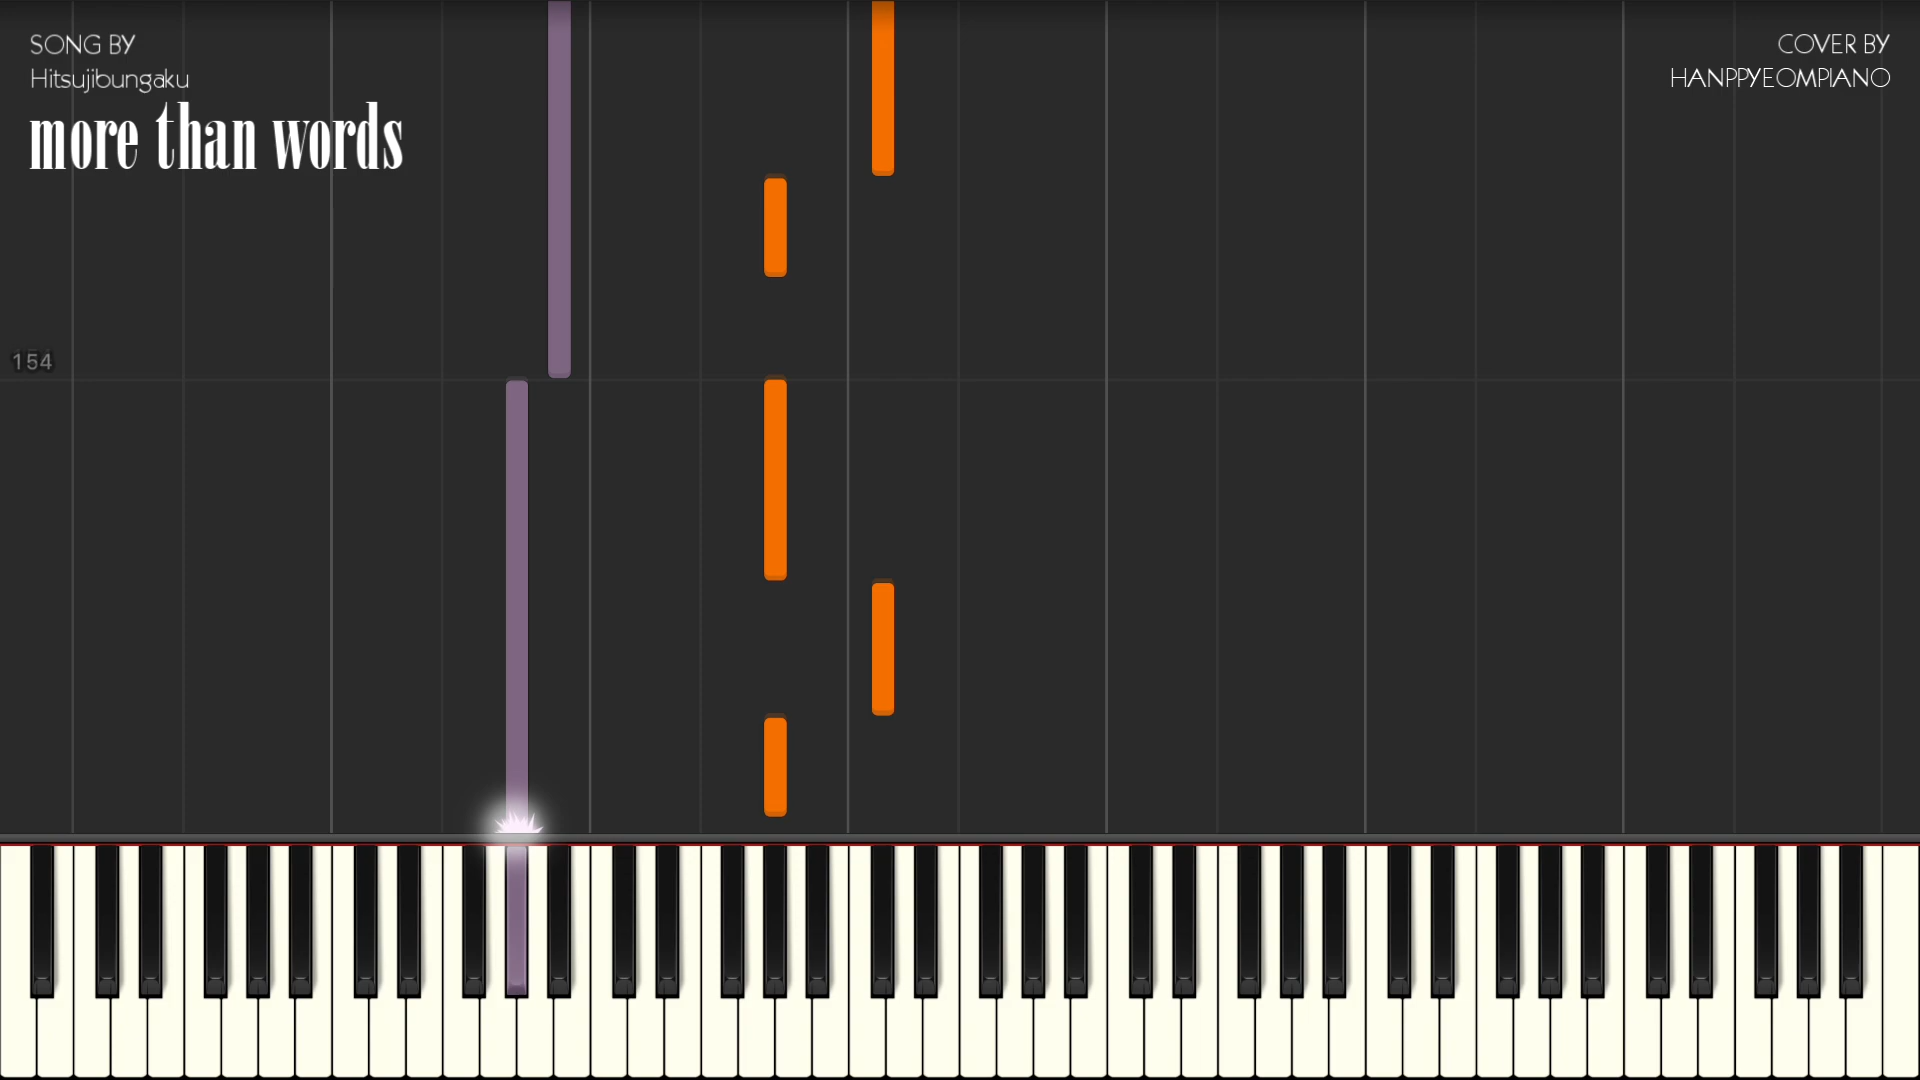 SONG BY
Hitsujibungaku
more than words
COVER BY
HANPPYEOMPIANO
154